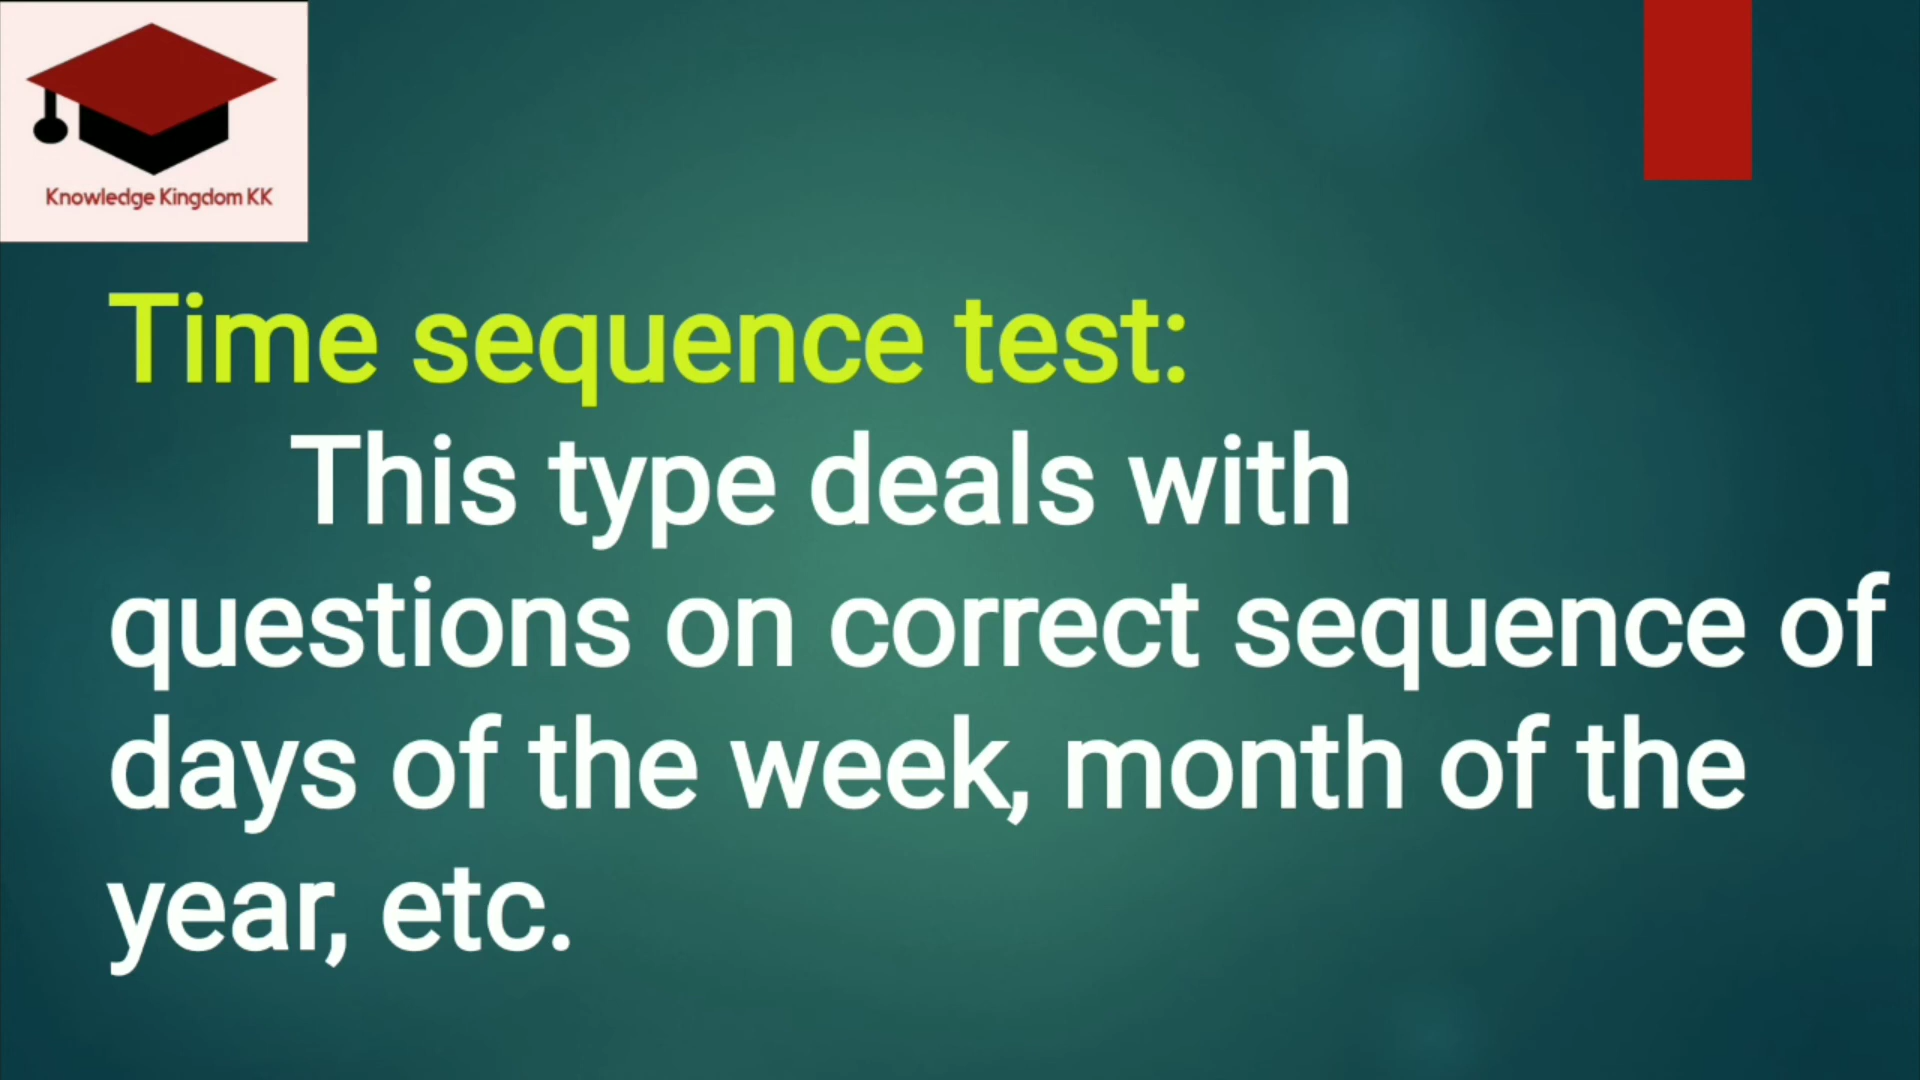 Knowledge Kingdom KK
Time sequence test:
This type deals with
questions on correct sequence of
days of the week, month of the
year, etc.